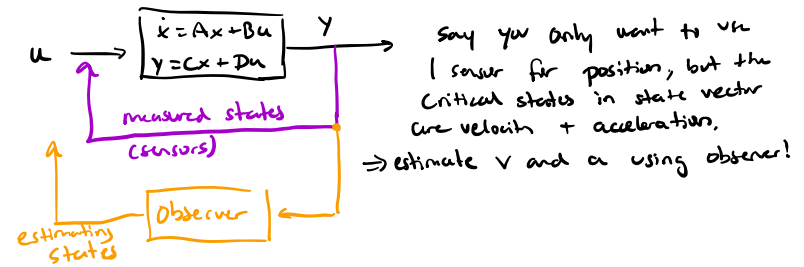 u
ẋ = Ax + Bu
y = Cx + Du
y
measured states
(sensors)
Observer
estimating
states
Say you only want to use
1 sensor for position, but the
critical states in state vector
are velocity + acceleration.
⇒ estimate v and a using observer!